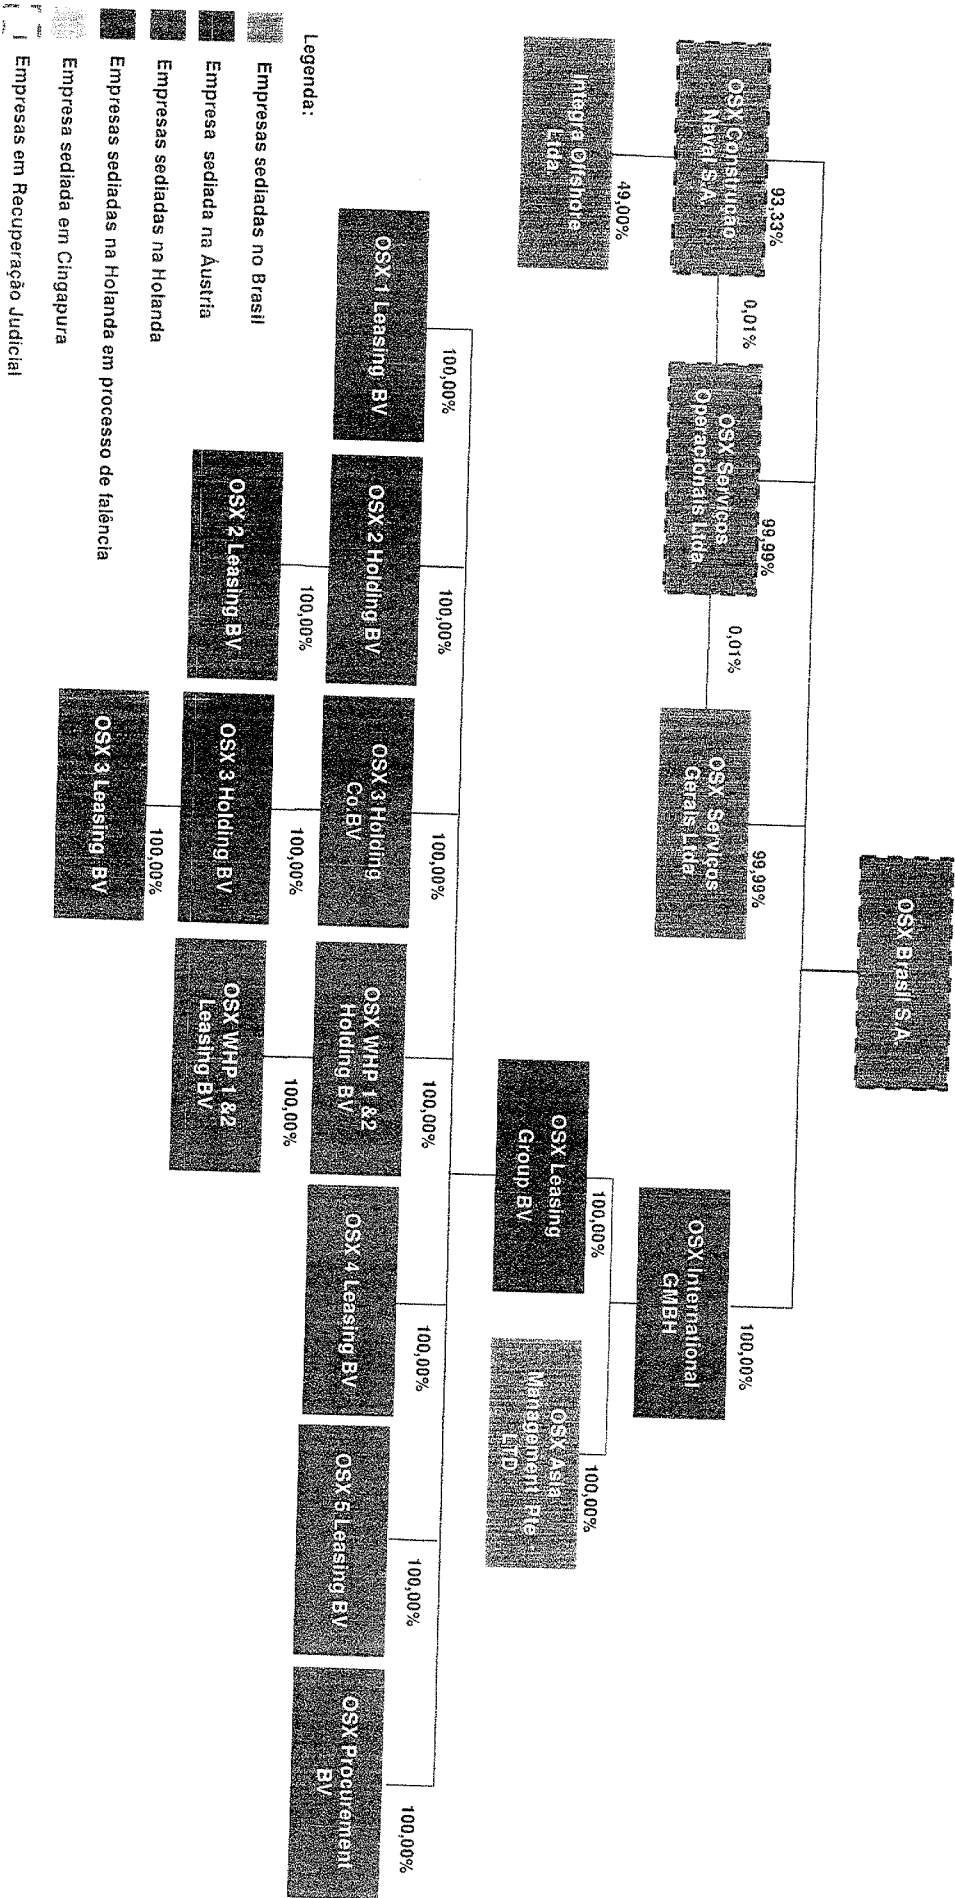 OSX Brasil S.A.
OSX Construcao
Naval S.A.
93,33%
0,01%
OSX Servicos
Operacionais Ltda.
99,99%
0,01%
OSX Servicos
Gerais Ltda
99,99%
OSX International
GMBH
100,00%
Integra Offshore
Ltda
49,00%
OSX Leasing
Group BV
100,00%
OSX Asia
Management Pte
LTD
100,00%
OSX 1 Leasing BV
100,00%
OSX 2 Holding BV
100,00%
OSX 3 Holding
Co.BV
100,00%
OSX WHP 1 &2
Holding BV
100,00%
OSX 4 Leasing BV
100,00%
OSX 5 Leasing BV
100,00%
OSX Procurement
BV
100,00%
OSX 2 Leasing BV
100,00%
OSX 3 Holding BV
100,00%
OSX WHP 1 &2
Leasing BV
100,00%
OSX 3 Leasing BV
100,00%
Legenda:
Empresas sediadas no Brasil
Empresa sediada na Áustria
Empresas sediadas na Holanda
Empresas sediadas na Holanda em processo de falência
Empresa sediada em Cingapura
Empresas em Recuperação Judicial